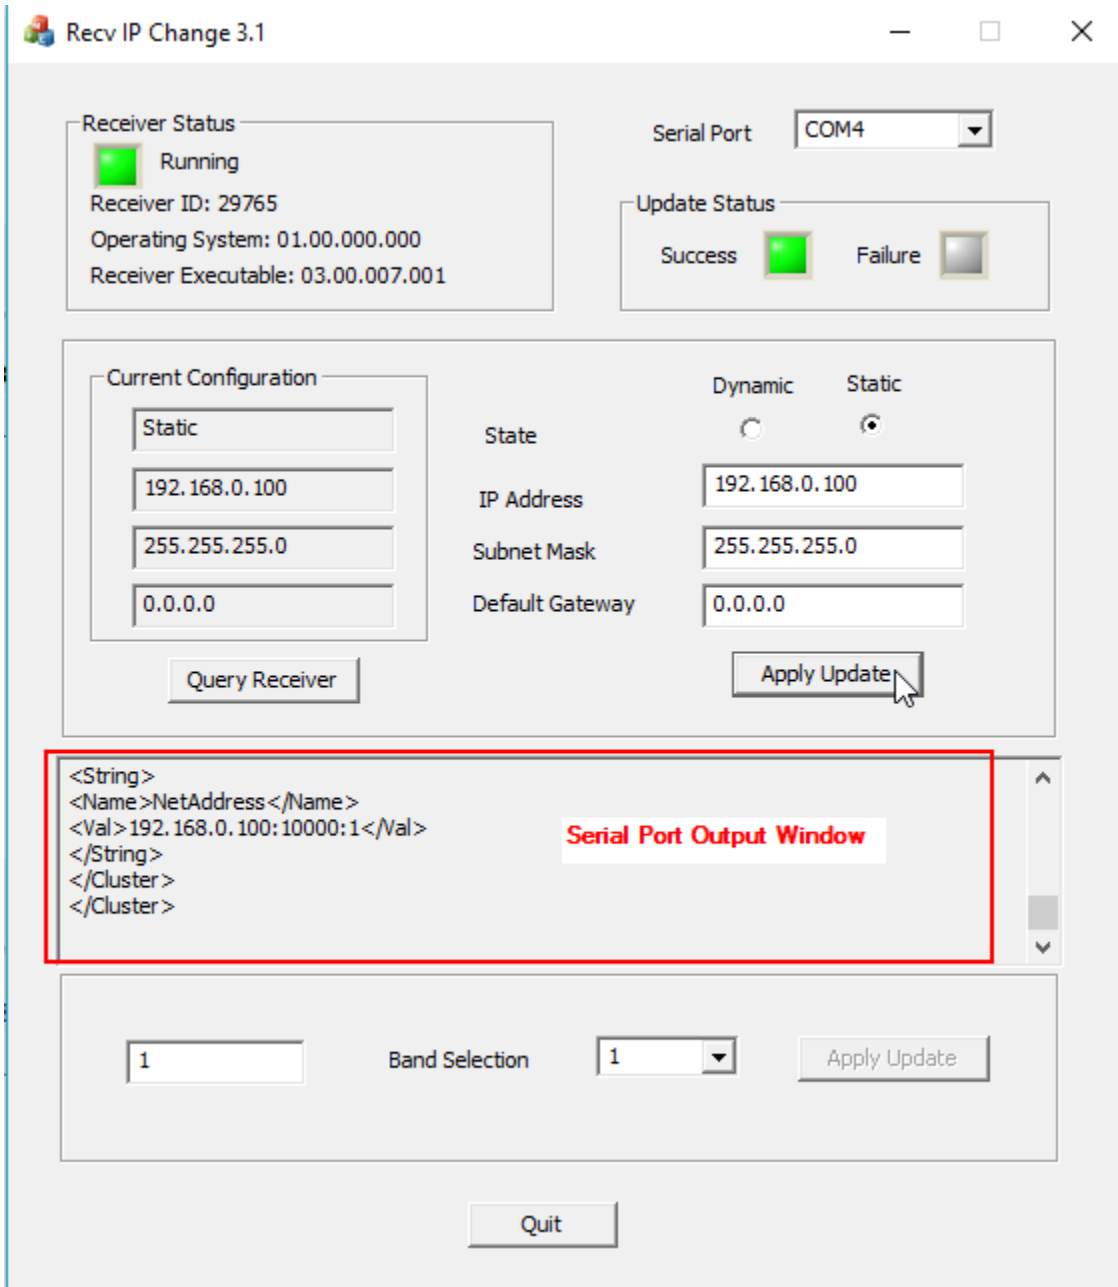 Recv IP Change 3.1
Receiver Status
Running
Receiver ID: 29765
Operating System: 01.00.000.000
Receiver Executable: 03.00.007.001
Serial Port COM4
Update Status
Success Failure
Current Configuration
Static
192.168.0.100
255.255.255.0
0.0.0.0
Query Receiver
Dynamic Static
State
IP Address 192.168.0.100
Subnet Mask 255.255.255.0
Default Gateway 0.0.0.0
Apply Update
<String>
<Name>NetAddress</Name>
<Val>192.168.0.100:10000:1</Val>
</String>
</Cluster>
</Cluster>
Serial Port Output Window
1 Band Selection 1 Apply Update
Quit